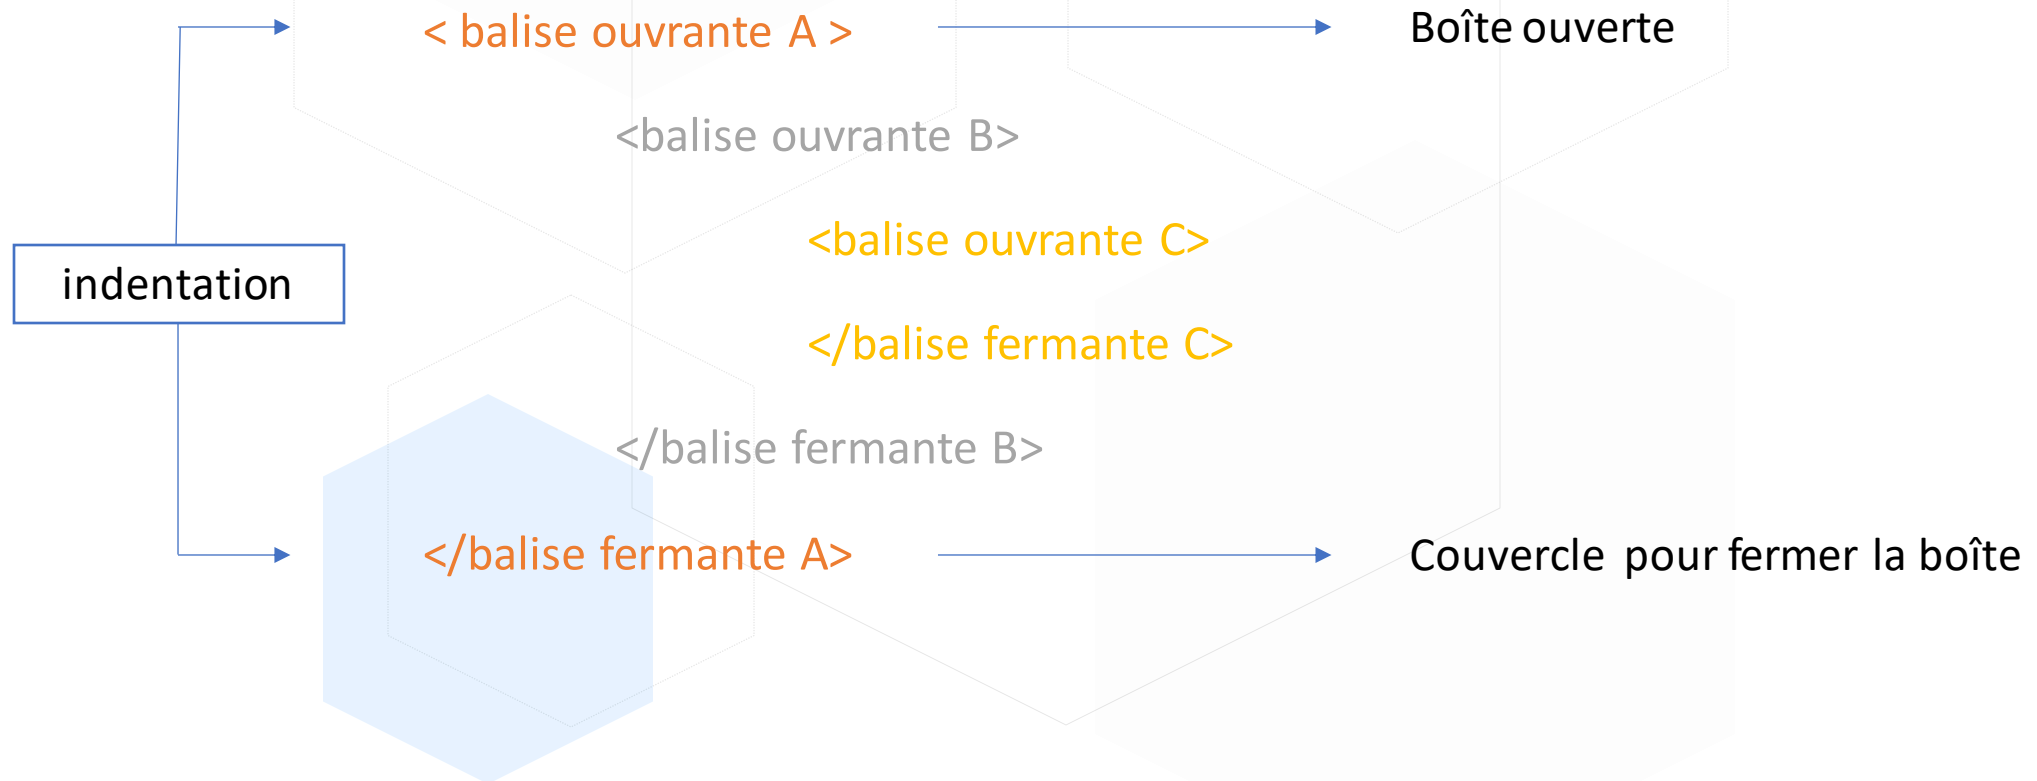 < balise ouvrante A >
Boîte ouverte
<balise ouvrante B>
<balise ouvrante C>
indentation
</balise fermante C>
</balise fermante B>
</balise fermante A>
Couvercle pour fermer la boîte